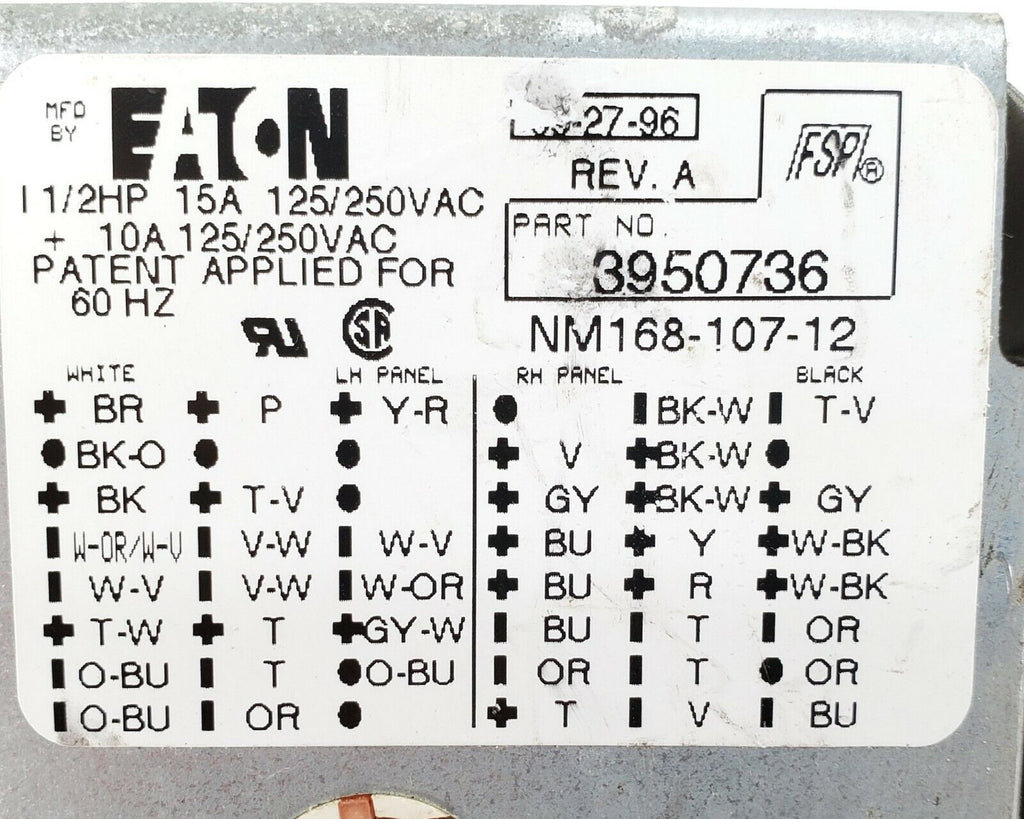 MFD
BY
EATON
1 1/2HP 15A 125/250VAC
+ 10A 125/250VAC
PATENT APPLIED FOR
60 HZ
-27-96
REV. A
FSP®
PART NO.
3950736
NM168-107-12
WHITE LH PANEL RH PANEL BLACK
BR P Y-R BK-W T-V
BK-O V BK-W
BK T-V GY BK-W GY
W-OR/W-V V-W W-V BU Y W-BK
W-V V-W W-OR BU R W-BK
T-W T GY-W BU T OR
O-BU T O-BU OR T OR
O-BU OR T V BU